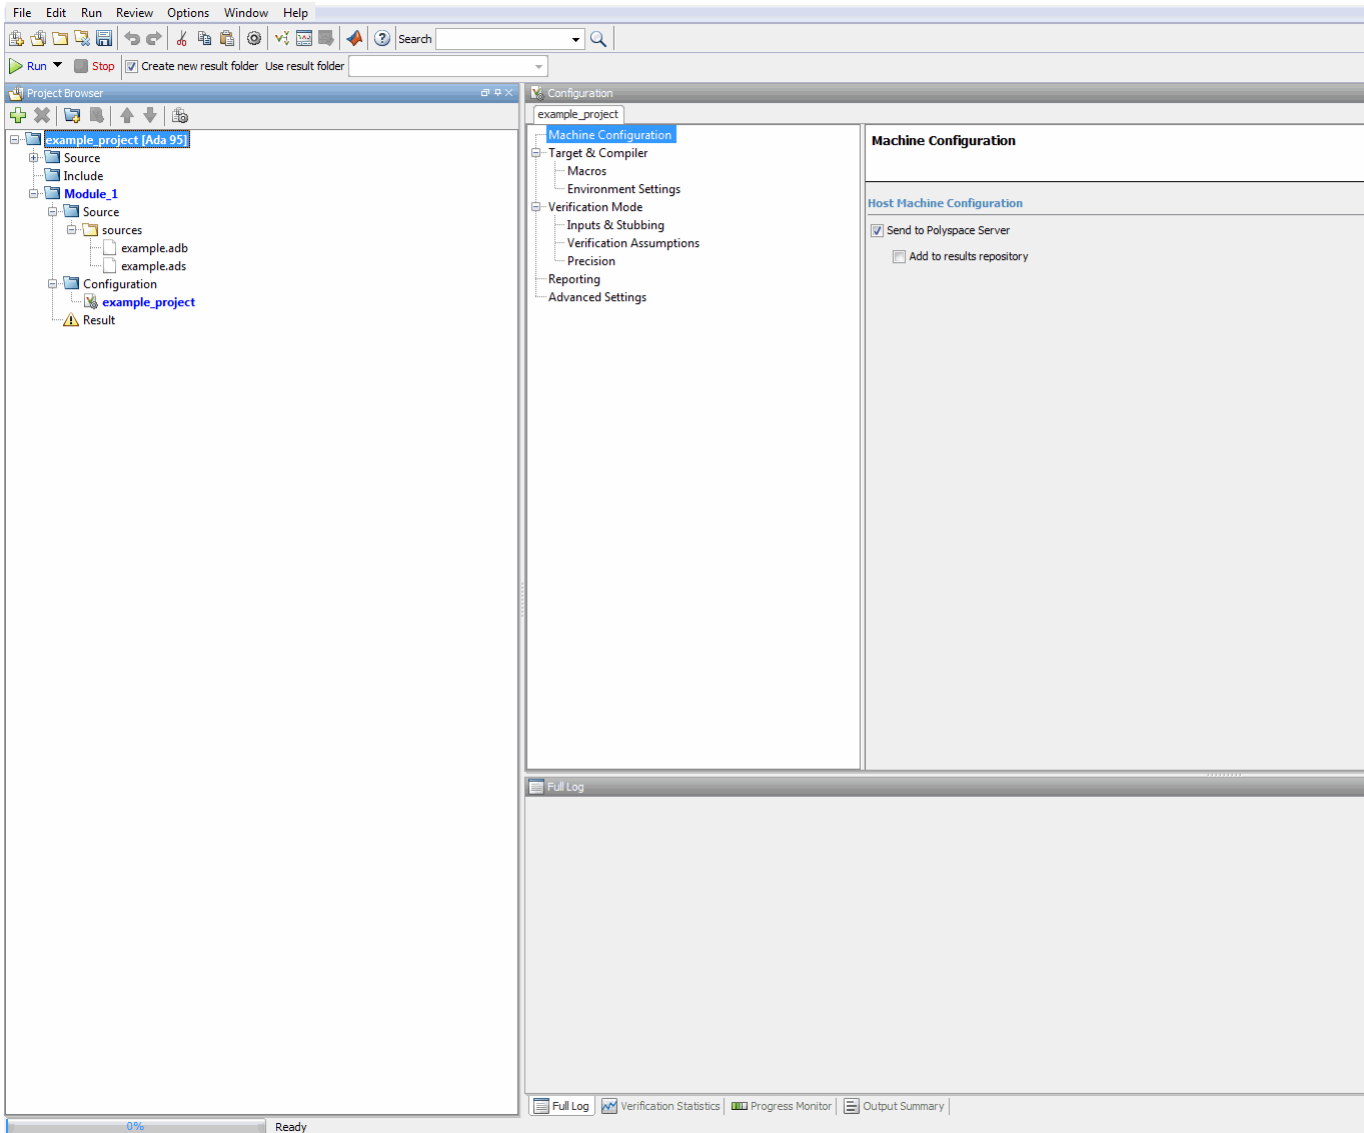 File Edit Run Review Options Window Help
Search
Run Stop Create new result folder Use result folder
Project Browser
example_project [Ada 95]
Source
Include
Module_1
Source
sources
example.adb
example.ads
Configuration
example_project
Result
Configuration
example_project
Machine Configuration
Target & Compiler
Macros
Environment Settings
Verification Mode
Inputs & Stubbing
Verification Assumptions
Precision
Reporting
Advanced Settings
Machine Configuration
Host Machine Configuration
Send to Polyspace Server
Add to results repository
Full Log
Full Log Verification Statistics Progress Monitor Output Summary
0% Ready